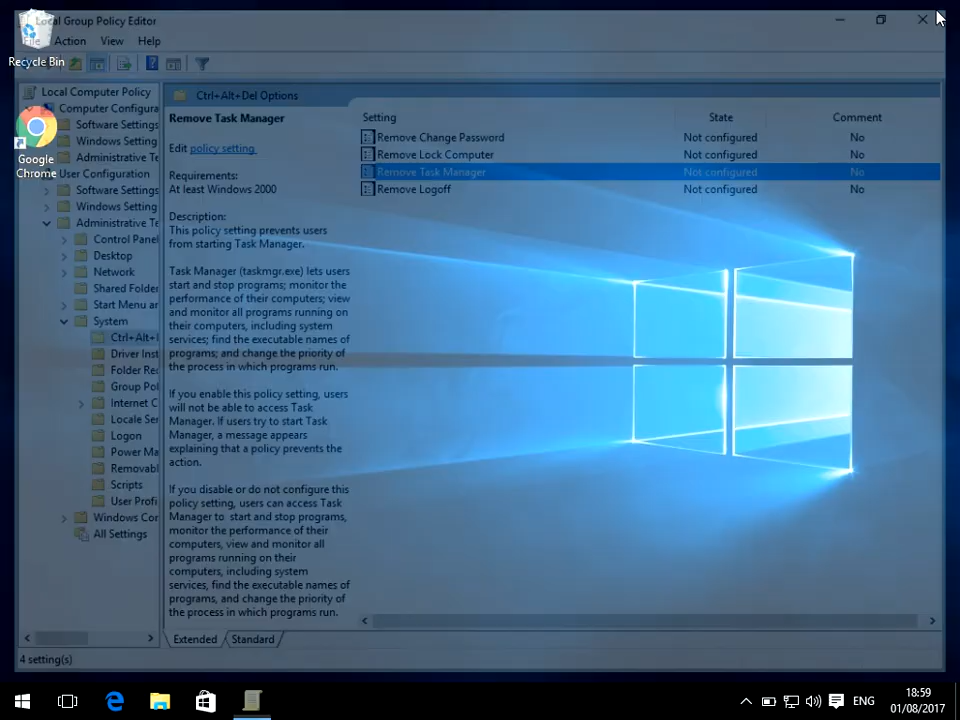 Local Group Policy Editor
File Action View Help
Recycle Bin
Google
Chrome
Local Computer Policy
Computer Configura
Software Settings
Windows Setting
Administrative Te
User Configuration
Software Settings
Windows Setting
Administrative Te
Control Panel
Desktop
Network
Shared Folder
Start Menu an
System
Ctrl+Alt+
Driver Inst
Folder Re
Group Pol
Internet C
Locale Ser
Logon
Power Ma
Removabl
Scripts
User Profi
Windows Cor
All Settings
Ctrl+Alt+Del Options
Remove Task Manager
Edit policy setting
Requirements:
At least Windows 2000
Description:
This policy setting prevents users
from starting Task Manager.
Task Manager (taskmgr.exe) lets users
start and stop programs; monitor the
performance of their computers; view
and monitor all programs running on
their computers, including system
services; find the executable names of
programs; and change the priority of
the process in which programs run.
If you enable this policy setting, users
will not be able to access Task
Manager. If users try to start Task
Manager, a message appears
explaining that a policy prevents the
action.
If you disable or do not configure this
policy setting, users can access Task
Manager to start and stop programs,
monitor the performance of their
computers, view and monitor all
programs running on their
computers, including system
services, find the executable names of
programs, and change the priority of
the process in which programs run.
Setting State Comment
Remove Change Password Not configured No
Remove Lock Computer Not configured No
Remove Task Manager Not configured No
Remove Logoff Not configured No
Extended Standard
4 setting(s)
ENG
18:59
01/08/2017